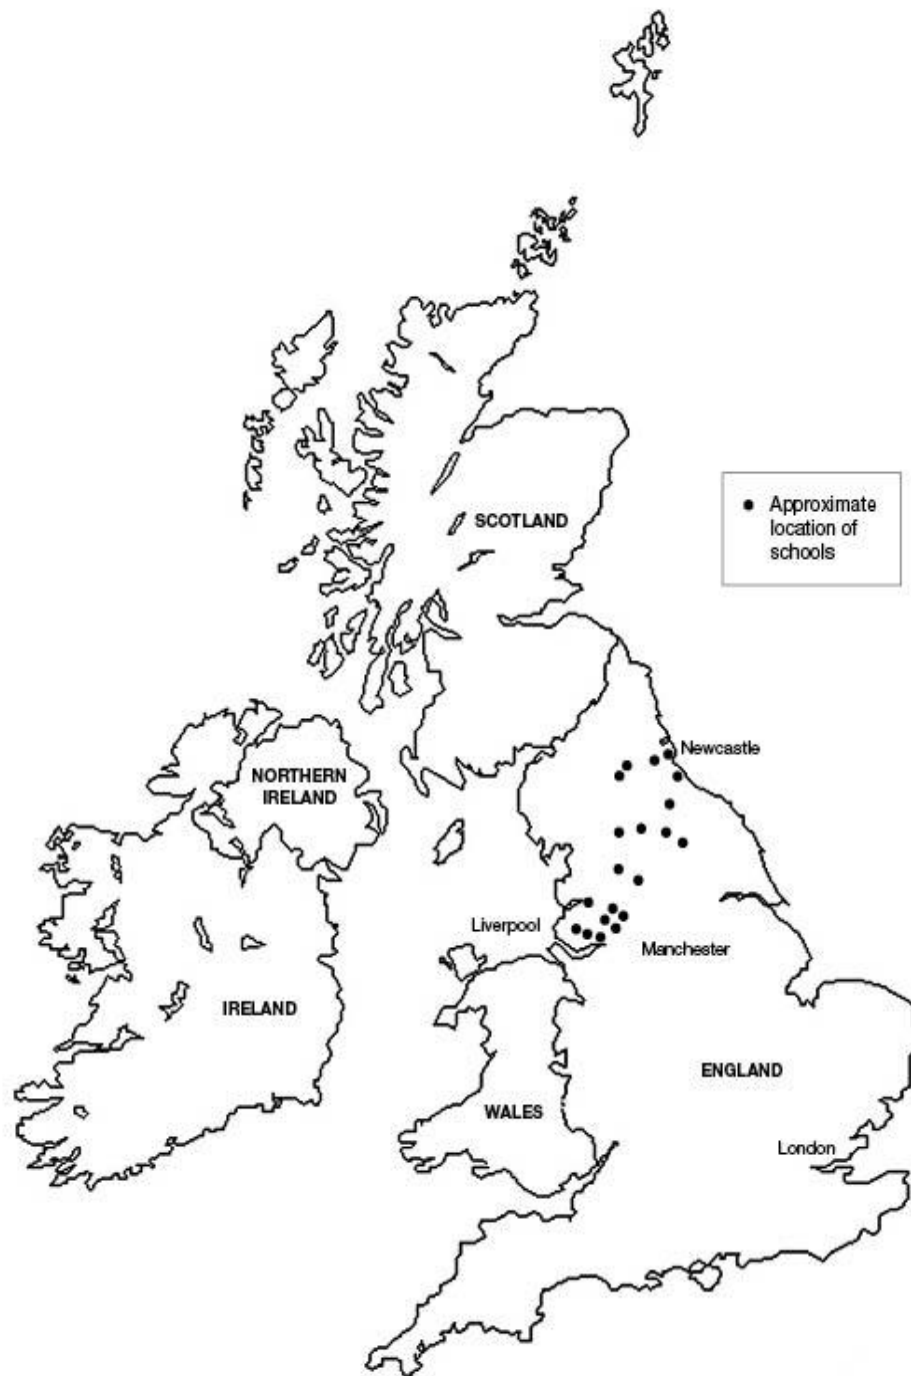 SCOTLAND
• Approximate
location of
schools
Newcastle
NORTHERN
IRELAND
Liverpool
Manchester
IRELAND
ENGLAND
WALES
London